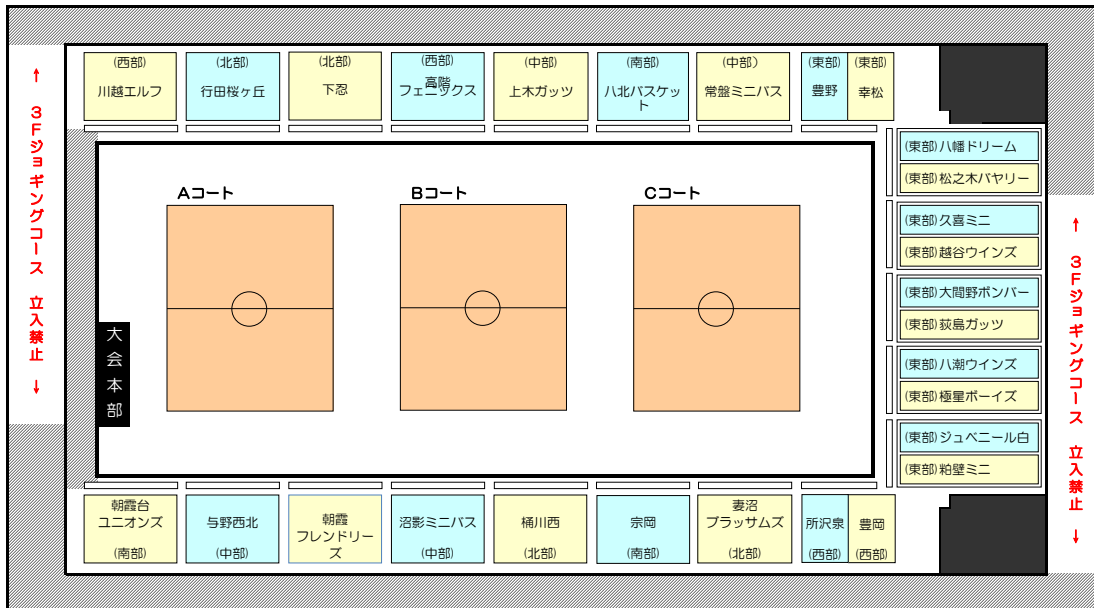 (西部)
川越エルフ
(北部)
行田桜ヶ丘
(北部)
下忍
(西部)
高階
フェニックス
(中部)
上木ガッツ
(南部)
八北バスケッ
ト
(中部)
常盤ミニバス
(東部)
豊野
(東部)
幸松
↑ 3Fジョギングコース 立入禁止 ↓
Aコート
Bコート
Cコート
大会本部
(東部)八幡ドリーム
(東部)松之木バヤリー
(東部)久喜ミニ
(東部)越谷ウインズ
(東部)大間野ボンバー
(東部)荻島ガッツ
(東部)八潮ウインズ
(東部)極星ボーイズ
(東部)ジュベニール白
(東部)粕壁ミニ
↑ 3Fジョギングコース 立入禁止 ↓
朝霞台
ユニオンズ
(南部)
与野西北
(中部)
朝霞
フレンドリー
ズ
沼影ミニバス
(中部)
桶川西
(北部)
宗岡
(南部)
妻沼
ブラッサムズ
(北部)
所沢泉
(西部)
豊岡
(西部)